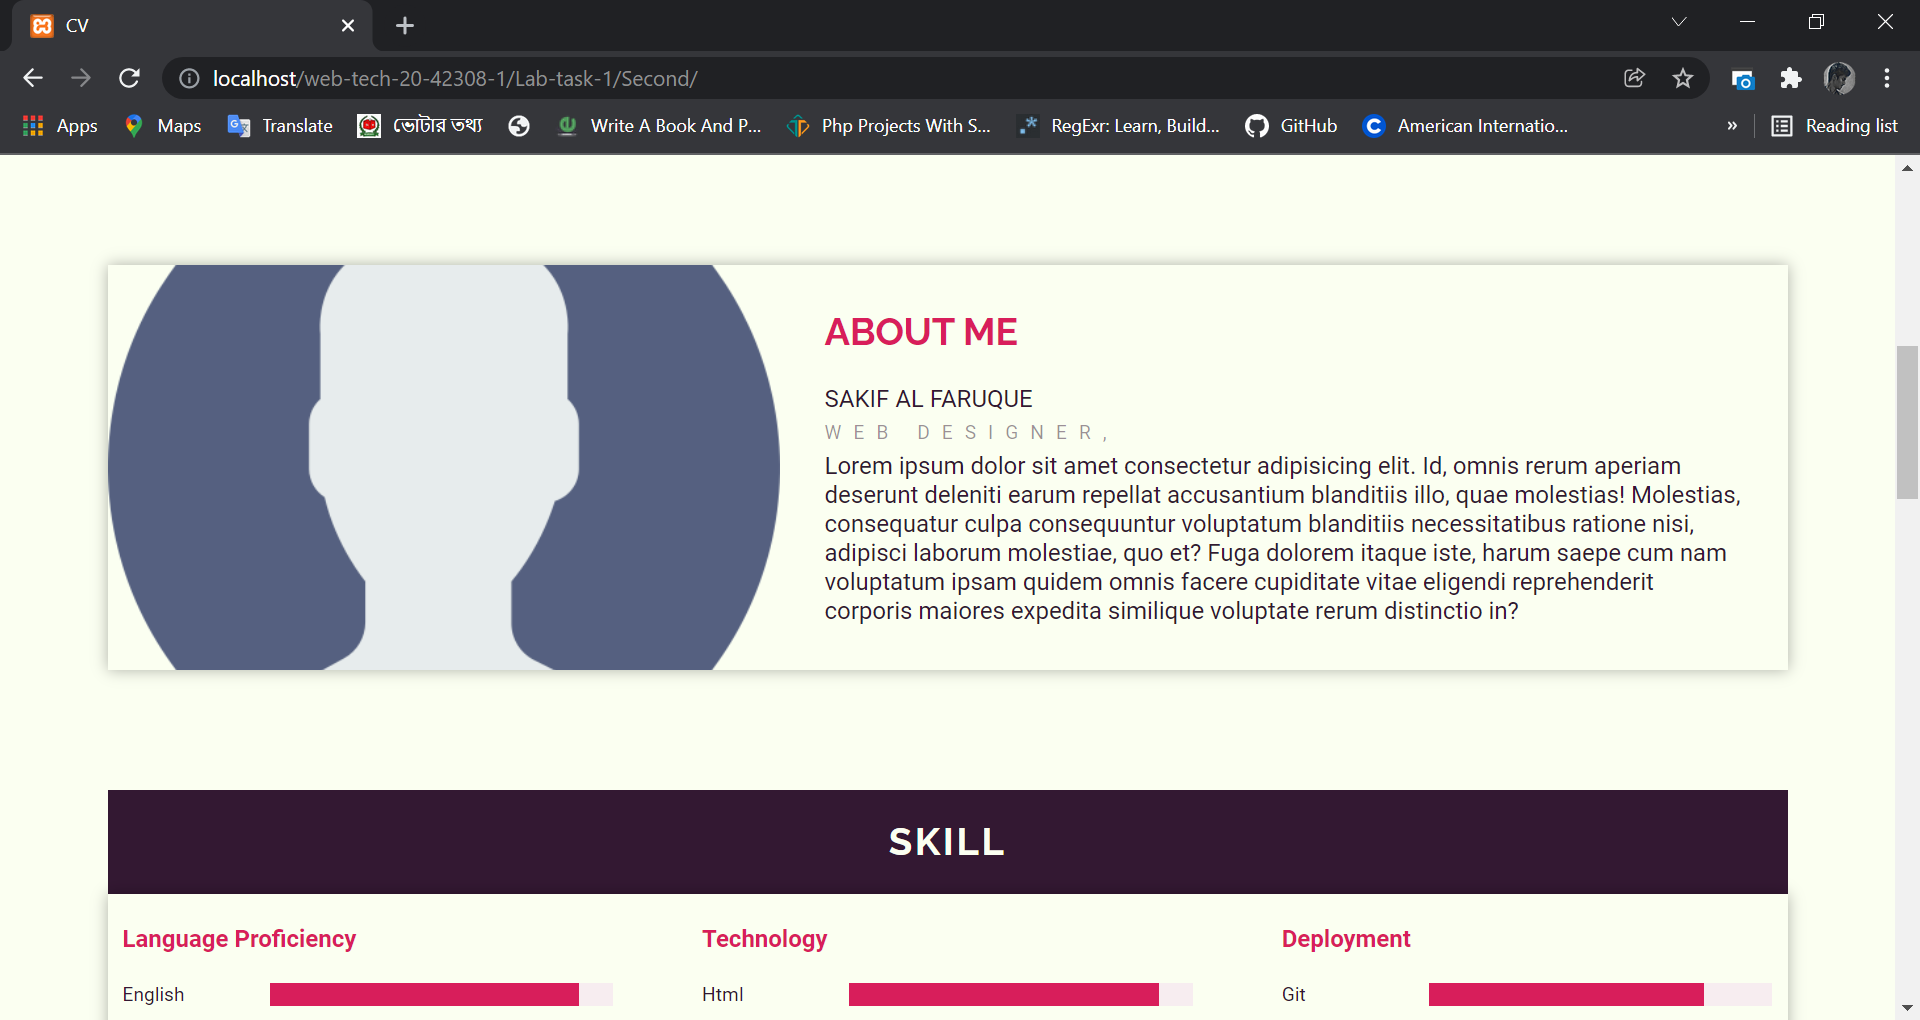 CV
localhost/web-tech-20-42308-1/Lab-task-1/Second/
Apps Maps Translate ভোটার তথ্য Write A Book And P... Php Projects With S... RegExr: Learn, Build... GitHub American Internatio... » Reading list
ABOUT ME
SAKIF AL FARUQUE
WEB DESIGNER,
Lorem ipsum dolor sit amet consectetur adipisicing elit. Id, omnis rerum aperiam
deserunt deleniti earum repellat accusantium blanditiis illo, quae molestias! Molestias,
consequatur culpa consequuntur voluptatum blanditiis necessitatibus ratione nisi,
adipisci laborum molestiae, quo et? Fuga dolorem itaque iste, harum saepe cum nam
voluptatum ipsam quidem omnis facere cupiditate vitae eligendi reprehenderit
corporis maiores expedita similique voluptate rerum distinctio in?
SKILL
Language Proficiency Technology Deployment
English Html Git